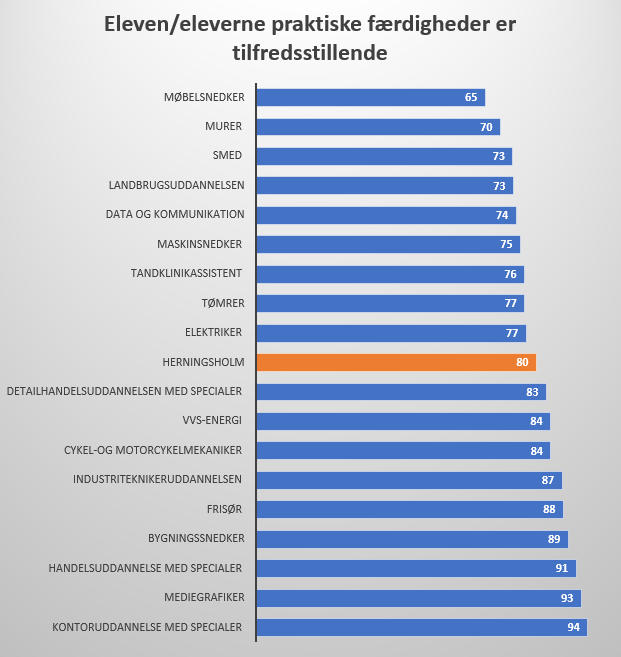 Eleven/eleverne praktiske færdigheder er
tilfredsstillende
MØBELSNEDKER 65
MURER 70
SMED 73
LANDBRUGSUDDANNELSEN 73
DATA OG KOMMUNIKATION 74
MASKINSNEDKER 75
TANDKLINIKASSISTENT 76
TØMRER 77
ELEKTRIKER 77
HERNINGSHOLM 80
DETAILHANDELSUDDANNELSEN MED SPECIALER 83
VVS-ENERGI 84
CYKEL-OG MOTORCYKELMEKANIKER 84
INDUSTRITEKNIKERUDDANNELSEN 87
FRISØR 88
BYGNINGSSNEDKER 89
HANDELSUDDANNELSE MED SPECIALER 91
MEDIEGRAFIKER 93
KONTORUDDANNELSE MED SPECIALER 94